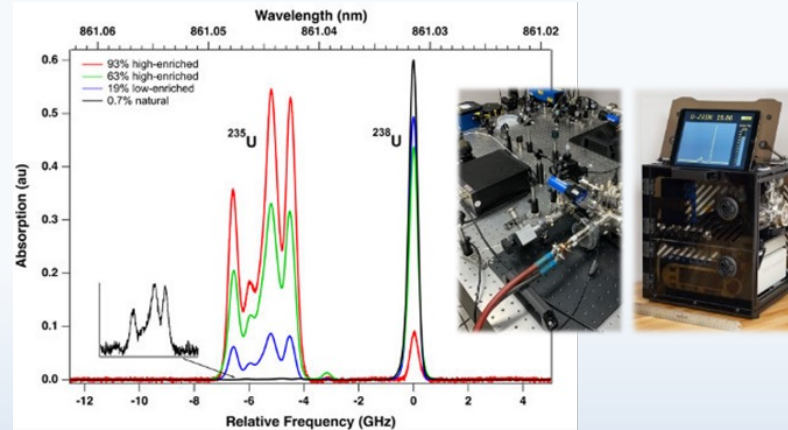 Wavelength (nm)
861.06 861.05 861.04 861.03 861.02
0.6
0.5
0.4
0.3
0.2
0.1
0.0
Absorption (au)
93% high-enriched
63% high-enriched
19% low-enriched
0.7% natural
²³⁵U
²³⁸U
-12 -10 -8 -6 -4 -2 0 2 4
Relative Frequency (GHz)